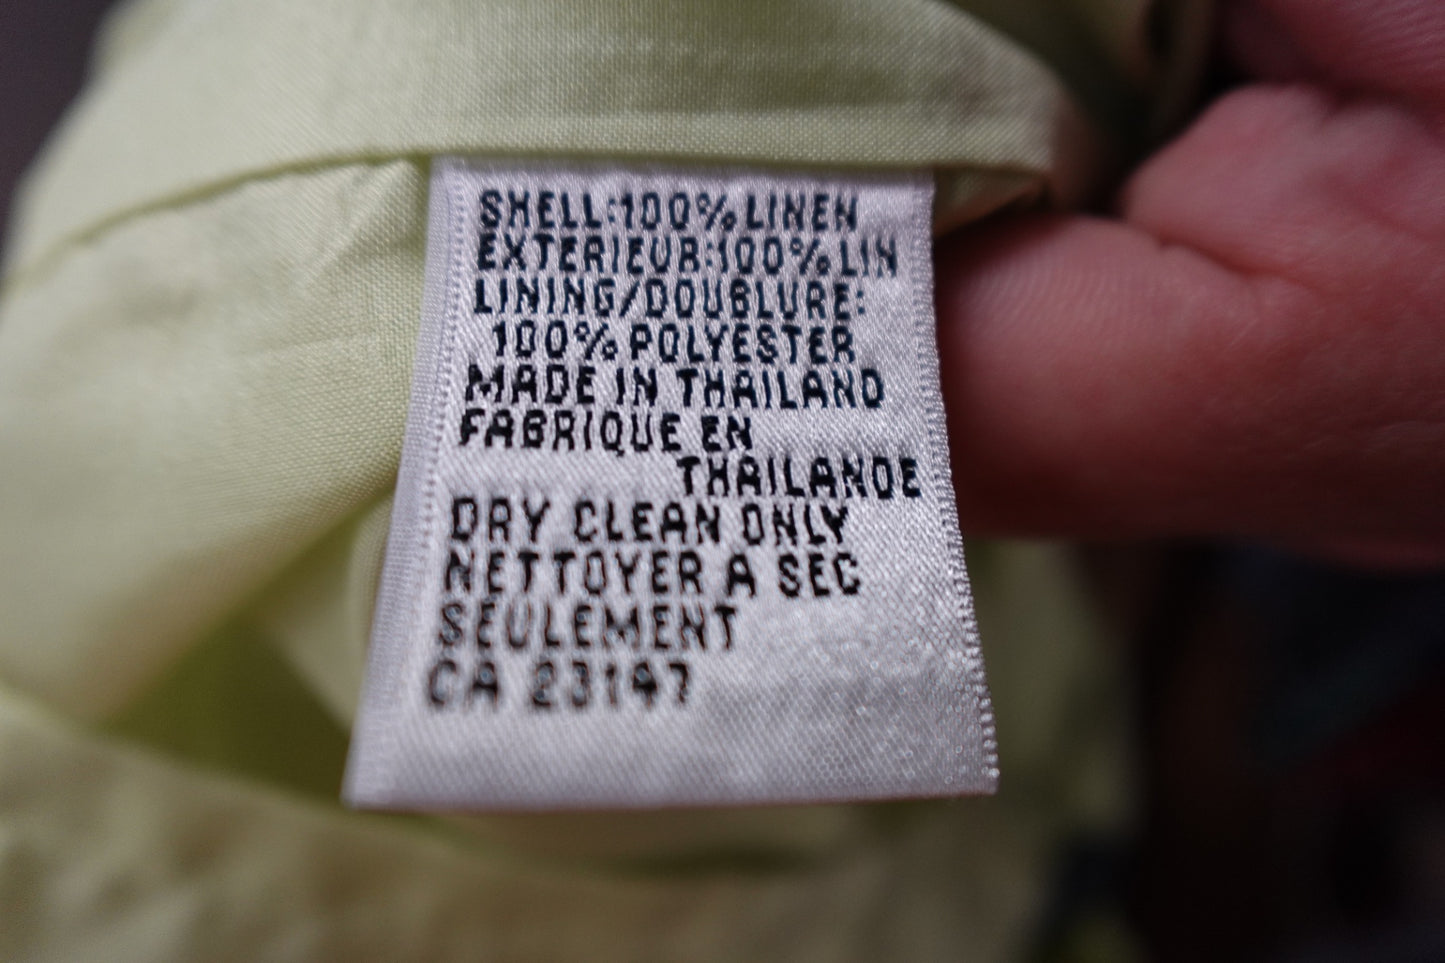 SHELL:100% LINEN
EXTERIEUR:100% LIN
LINING/DOUBLURE:
100% POLYESTER
MADE IN THAILAND
FABRIQUE EN
THAILANDE
DRY CLEAN ONLY
NETTOYER A SEC
SEULEMENT
CA 23147